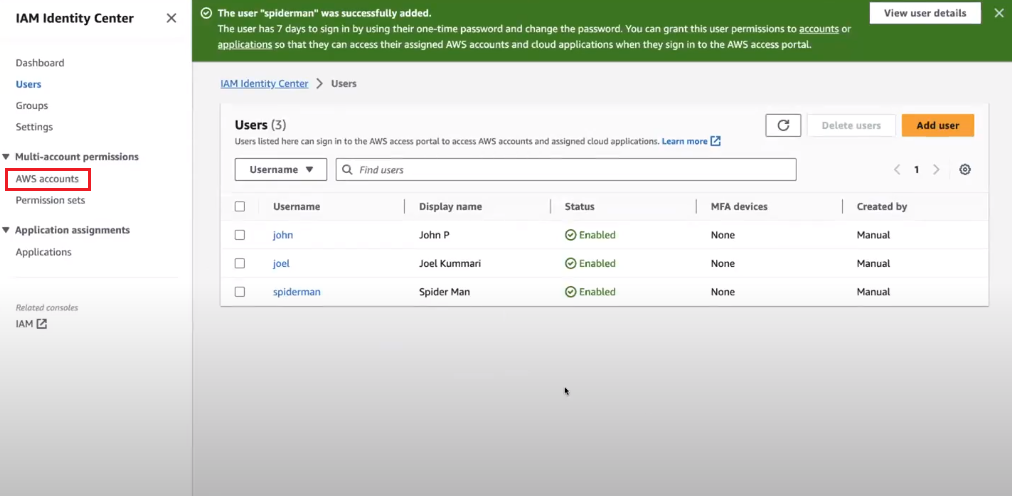 IAM Identity Center
Dashboard
Users
Groups
Settings
Multi-account permissions
AWS accounts
Permission sets
Application assignments
Applications
Related consoles
IAM
The user "spiderman" was successfully added.
The user has 7 days to sign in by using their one-time password and change the password. You can grant this user permissions to accounts or
applications so that they can access their assigned AWS accounts and cloud applications when they sign in to the AWS access portal.
View user details
IAM Identity Center > Users
Users (3)
Users listed here can sign in to the AWS access portal to access AWS accounts and assigned cloud applications. Learn more
Delete users
Add user
Username
Find users
1
Username Display name Status MFA devices Created by
john John P Enabled None Manual
joel Joel Kummari Enabled None Manual
spiderman Spider Man Enabled None Manual